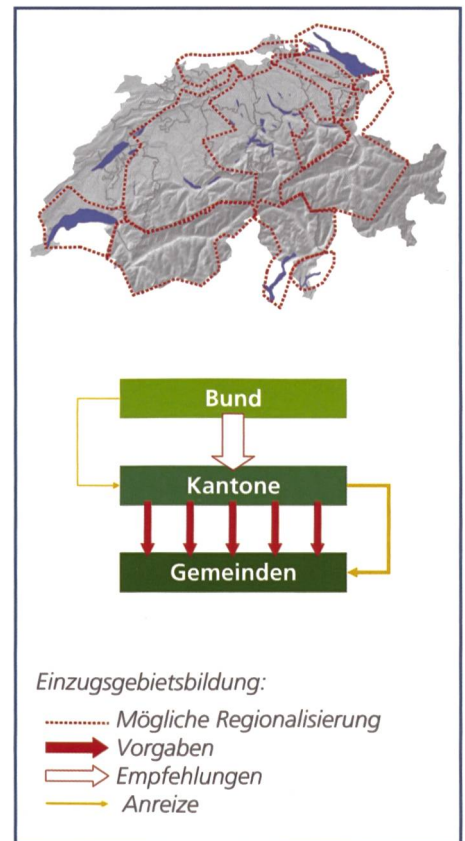 Bund
Kantone
Gemeinden
Einzugsgebietsbildung:
Mögliche Regionalisierung
Vorgaben
Empfehlungen
Anreize